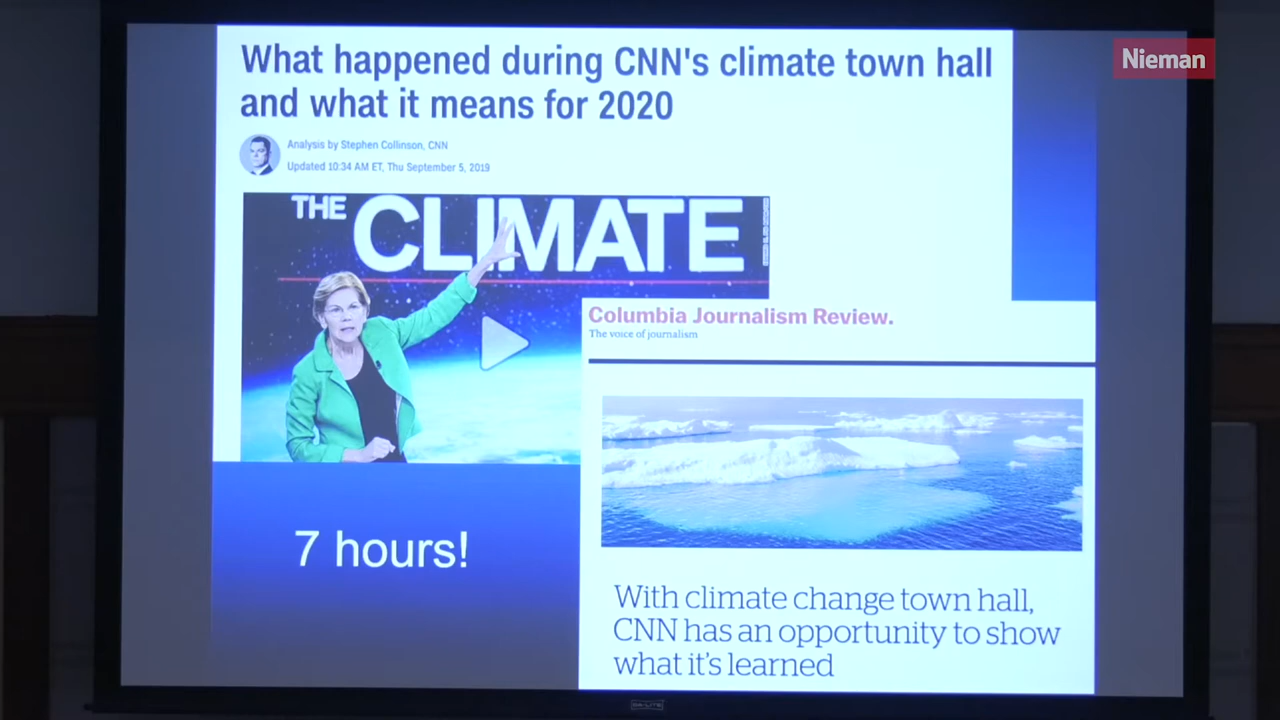 What happened during CNN's climate town hall
and what it means for 2020
Nieman
Analysis by Stephen Collinson, CNN
Updated 10:34 AM ET, Thu September 5, 2019
THE CLIMATE
Columbia Journalism Review.
The voice of journalism
7 hours!
With climate change town hall,
CNN has an opportunity to show
what it's learned
DA-LITE